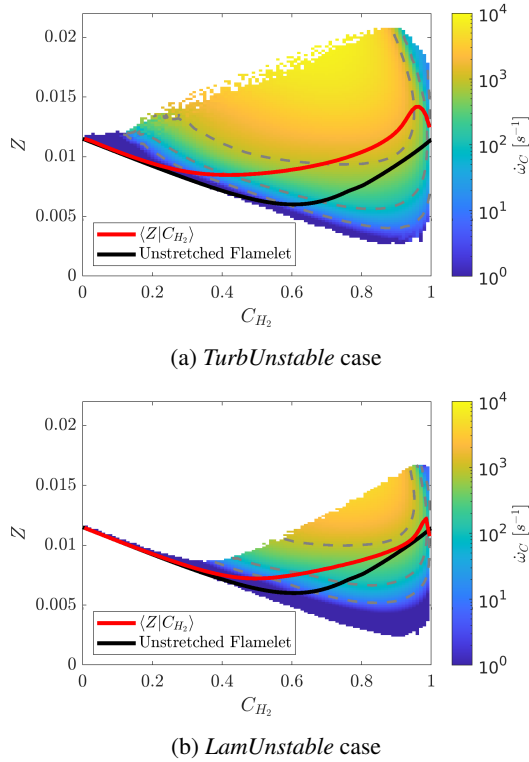 0.02
0.015
0.01
0.005
0
Z
0 0.2 0.4 0.6 0.8 1
C_{H_2}
⟨Z|C_{H_2}⟩
Unstretched Flamelet
10^4
10^3
10^2
10^1
10^0
ω̇_C [s^{-1}]
(a) TurbUnstable case
0.02
0.015
0.01
0.005
0
Z
0 0.2 0.4 0.6 0.8 1
C_{H_2}
⟨Z|C_{H_2}⟩
Unstretched Flamelet
10^4
10^3
10^2
10^1
10^0
ω̇_C [s^{-1}]
(b) LamUnstable case